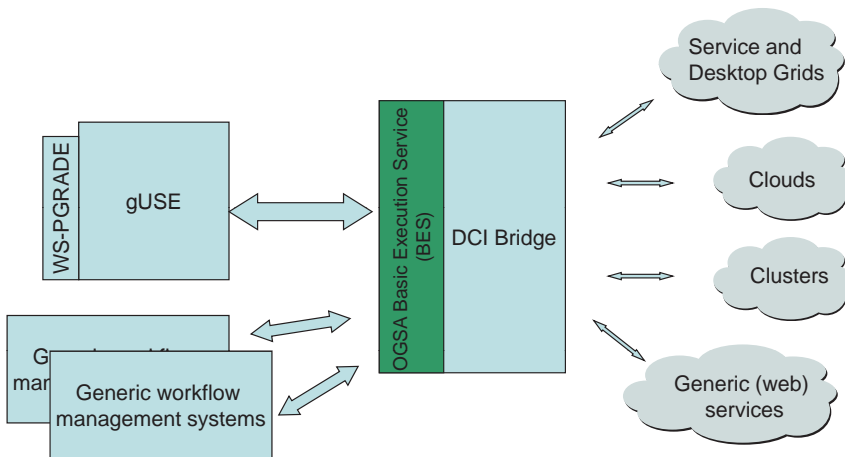 Service and
Desktop Grids
WS-PGRADE
gUSE
OGSA Basic Execution Service
(BES)
DCI Bridge
Clouds
Clusters
Generic workflow
management systems
Generic (web)
services